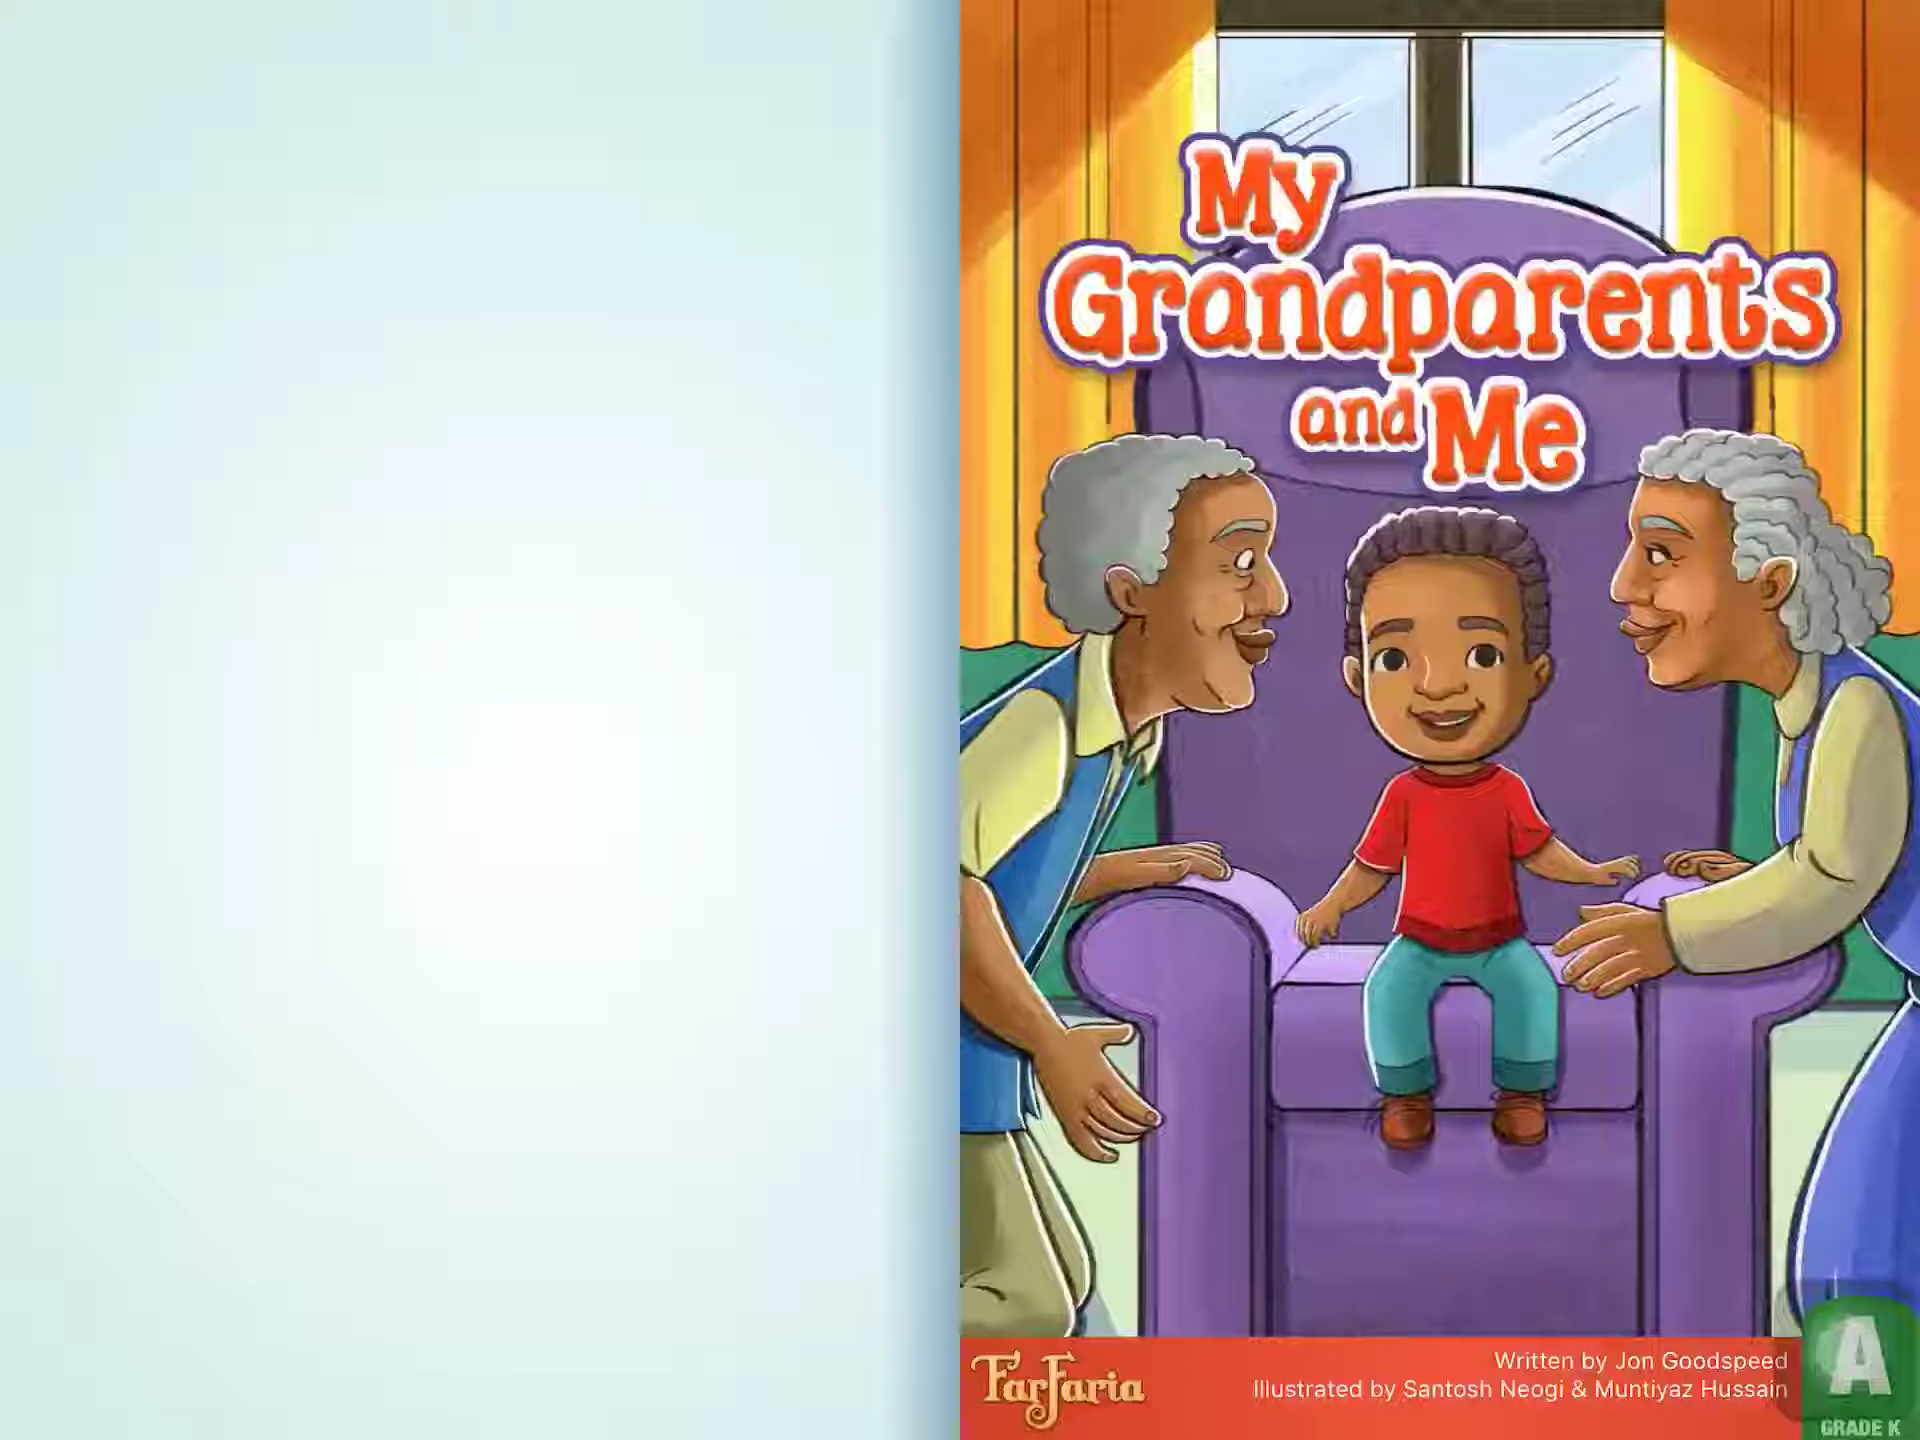 My
Grandparents
and Me
FarFaria
Written by Jon Goodspeed
Illustrated by Santosh Neogi & Muntiyaz Hussain
A
GRADE K